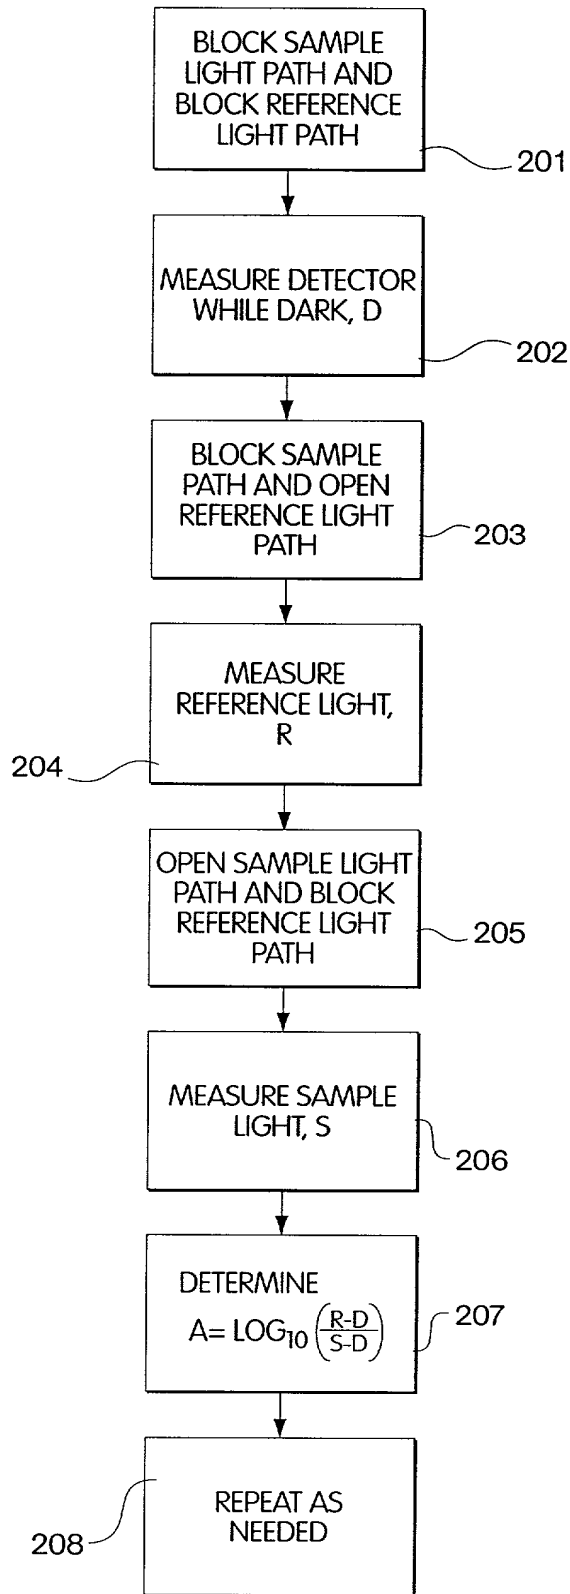 BLOCK SAMPLE
LIGHT PATH AND
BLOCK REFERENCE
LIGHT PATH
201
MEASURE DETECTOR
WHILE DARK, D
202
BLOCK SAMPLE
PATH AND OPEN
REFERENCE LIGHT
PATH
203
MEASURE
REFERENCE LIGHT,
R
204
OPEN SAMPLE LIGHT
PATH AND BLOCK
REFERENCE LIGHT
PATH
205
MEASURE SAMPLE
LIGHT, S
206
DETERMINE
A= LOG₁₀ (R-D/S-D)
207
REPEAT AS
NEEDED
208